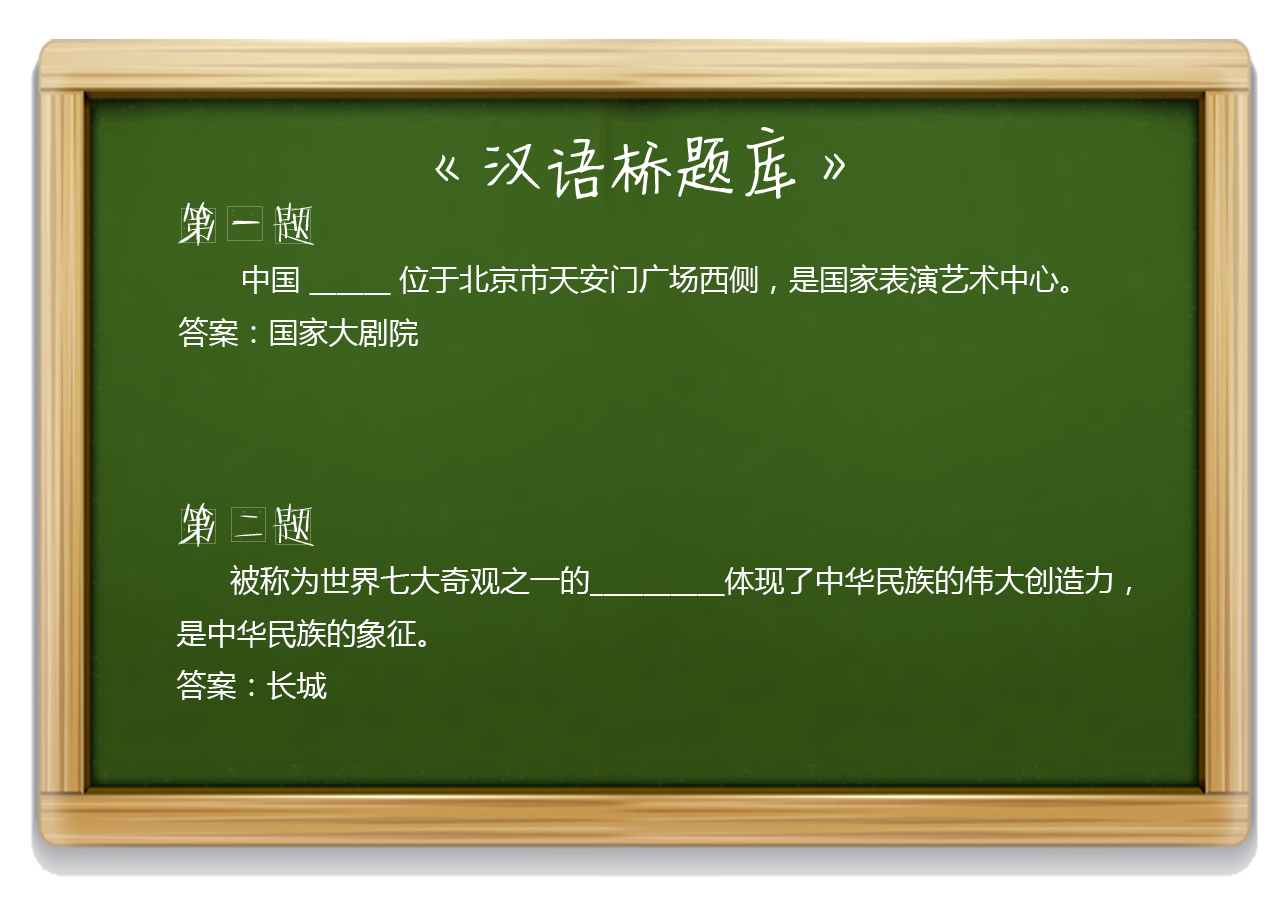 《汉语桥题库》
第一题
中国 ______ 位于北京市天安门广场西侧，是国家表演艺术中心。
答案：国家大剧院
第二题
被称为世界七大奇观之一的__________体现了中华民族的伟大创造力，
是中华民族的象征。
答案：长城